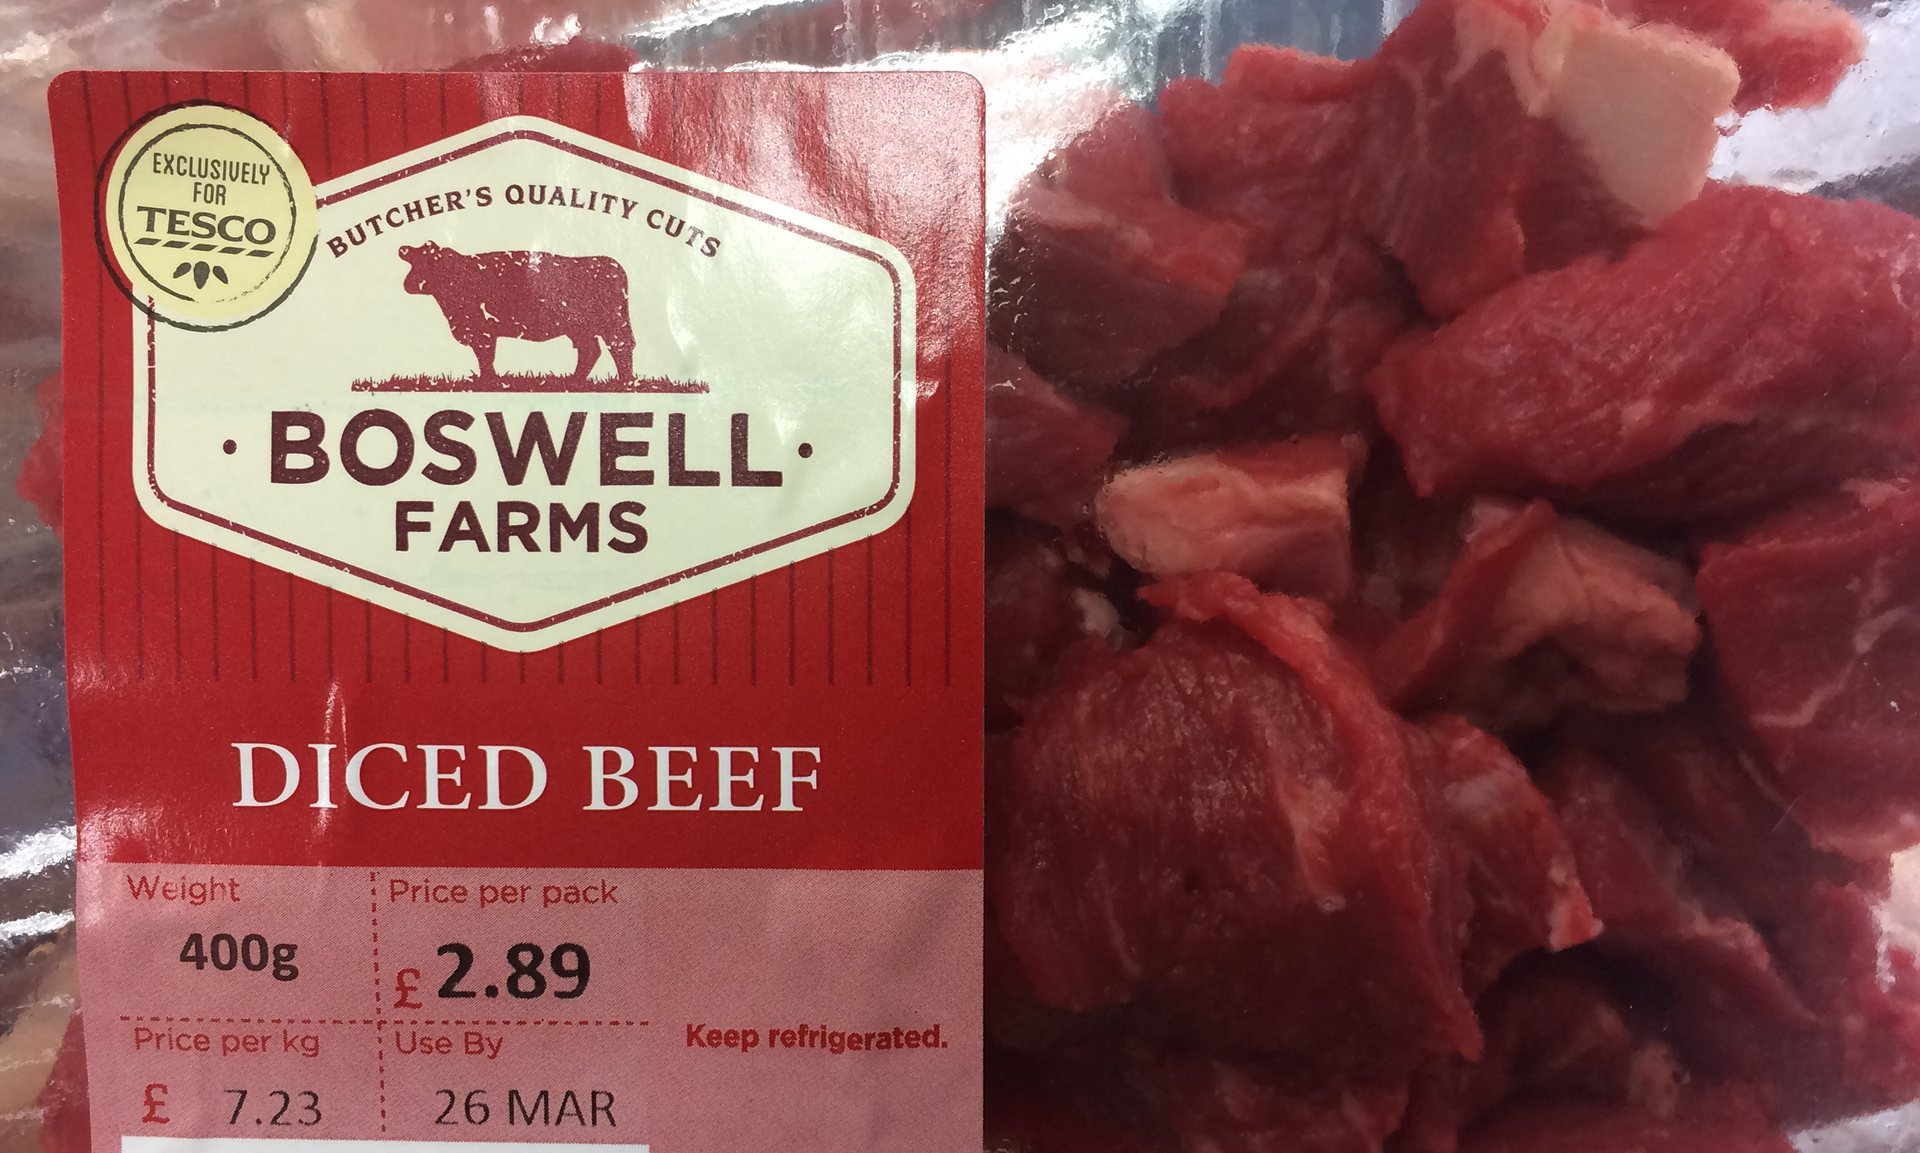 EXCLUSIVELY
FOR
TESCO
BUTCHER'S QUALITY CUTS
· BOSWELL ·
FARMS
DICED BEEF
Weight
400g
Price per pack
£ 2.89
Price per kg
£ 7.23
Use By
26 MAR
Keep refrigerated.